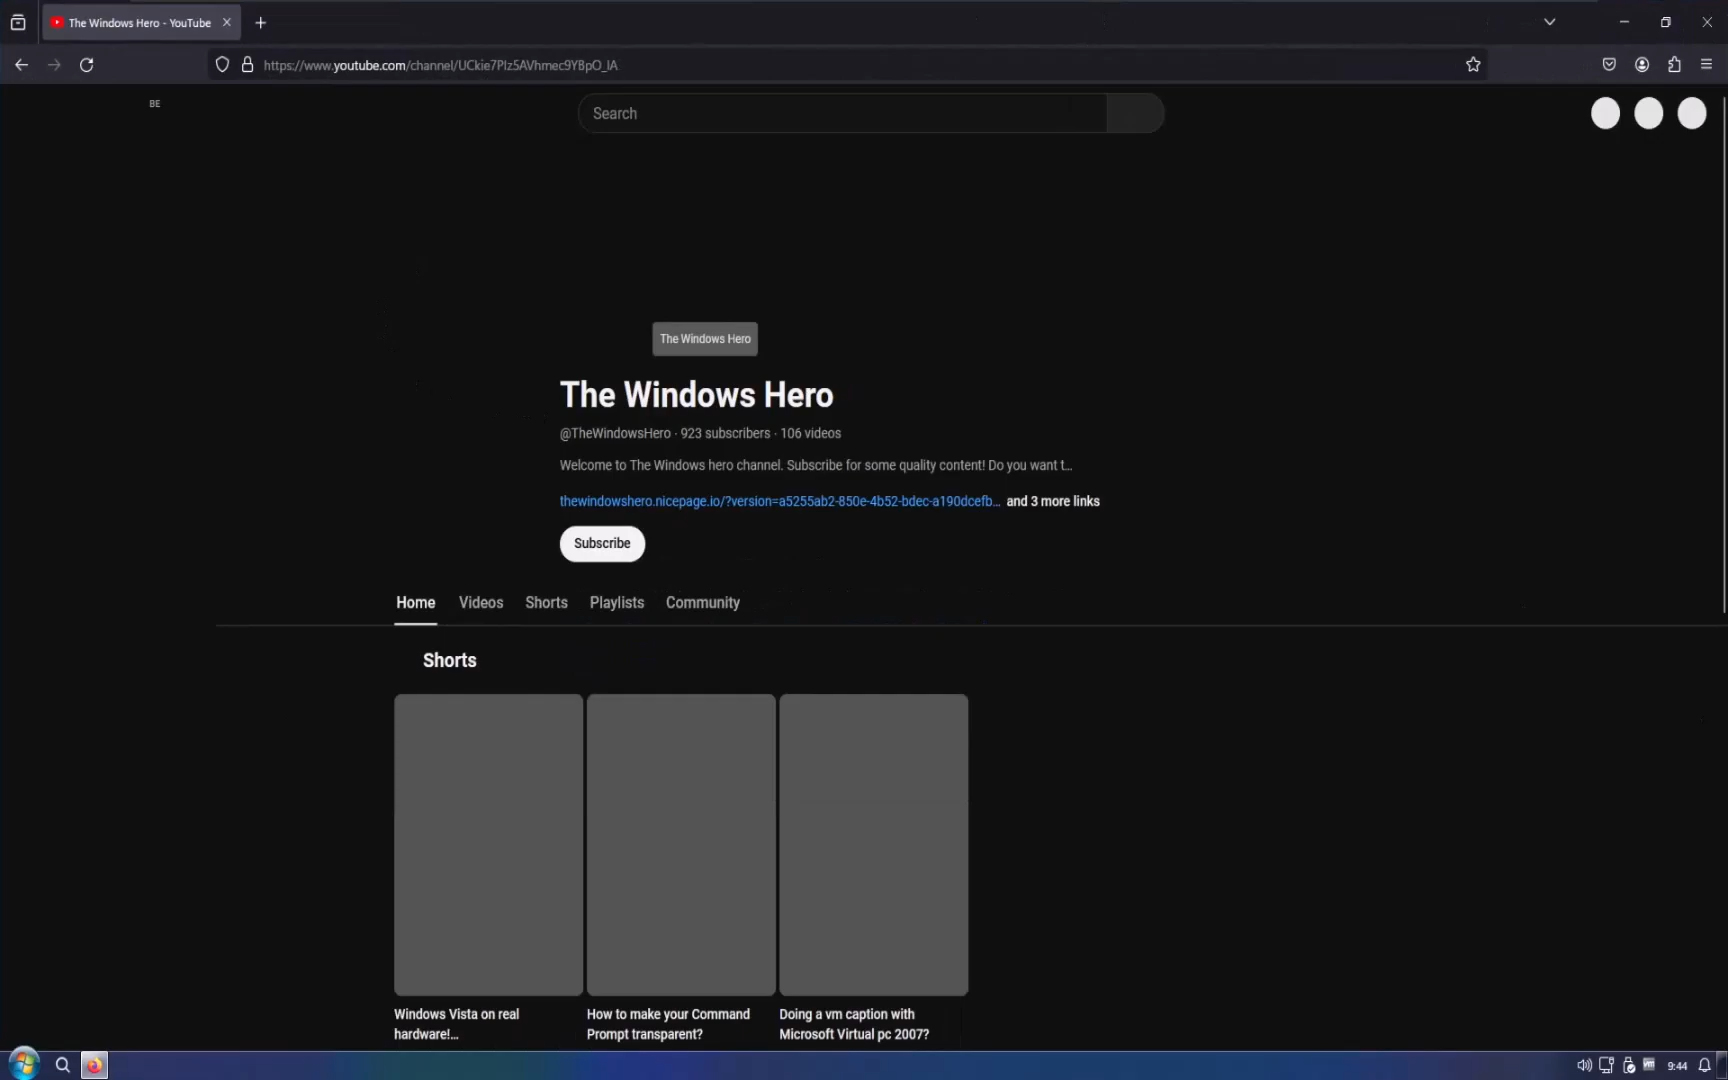 The Windows Hero - YouTube
https://www.youtube.com/channel/UCkie7PIz5AVhmec9YBpO_IA
BE
Search
The Windows Hero
The Windows Hero
@TheWindowsHero · 923 subscribers · 106 videos
Welcome to The Windows hero channel. Subscribe for some quality content! Do you want t...
thewindowshero.nicepage.io/?version=a5255ab2-850e-4b52-bdec-a190dcefb... and 3 more links
Subscribe
Home Videos Shorts Playlists Community
Shorts
Windows Vista on real
hardware!...
How to make your Command
Prompt transparent?
Doing a vm caption with
Microsoft Virtual pc 2007?
vm
9:44